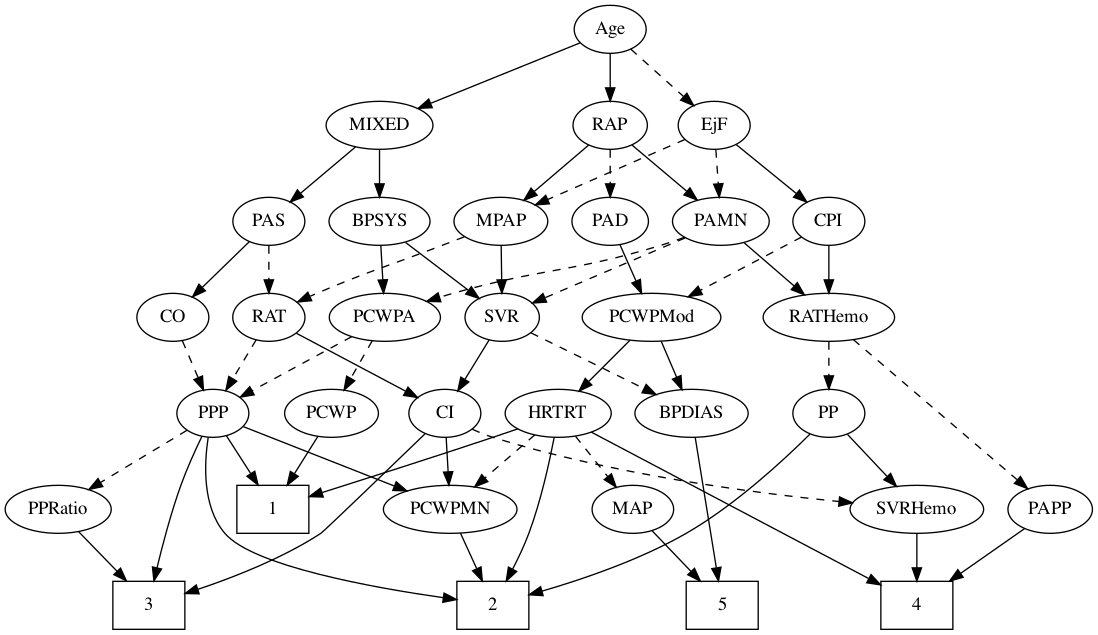 Age
MIXED
RAP
EjF
PAS
BPSYS
MPAP
PAD
PAMN
CPI
CO
RAT
PCWPA
SVR
PCWPMod
RATHemo
PPP
PCWP
CI
HRTRT
BPDIAS
PP
PPRatio
1
PCWPMN
MAP
SVRHemo
PAPP
3
2
5
4